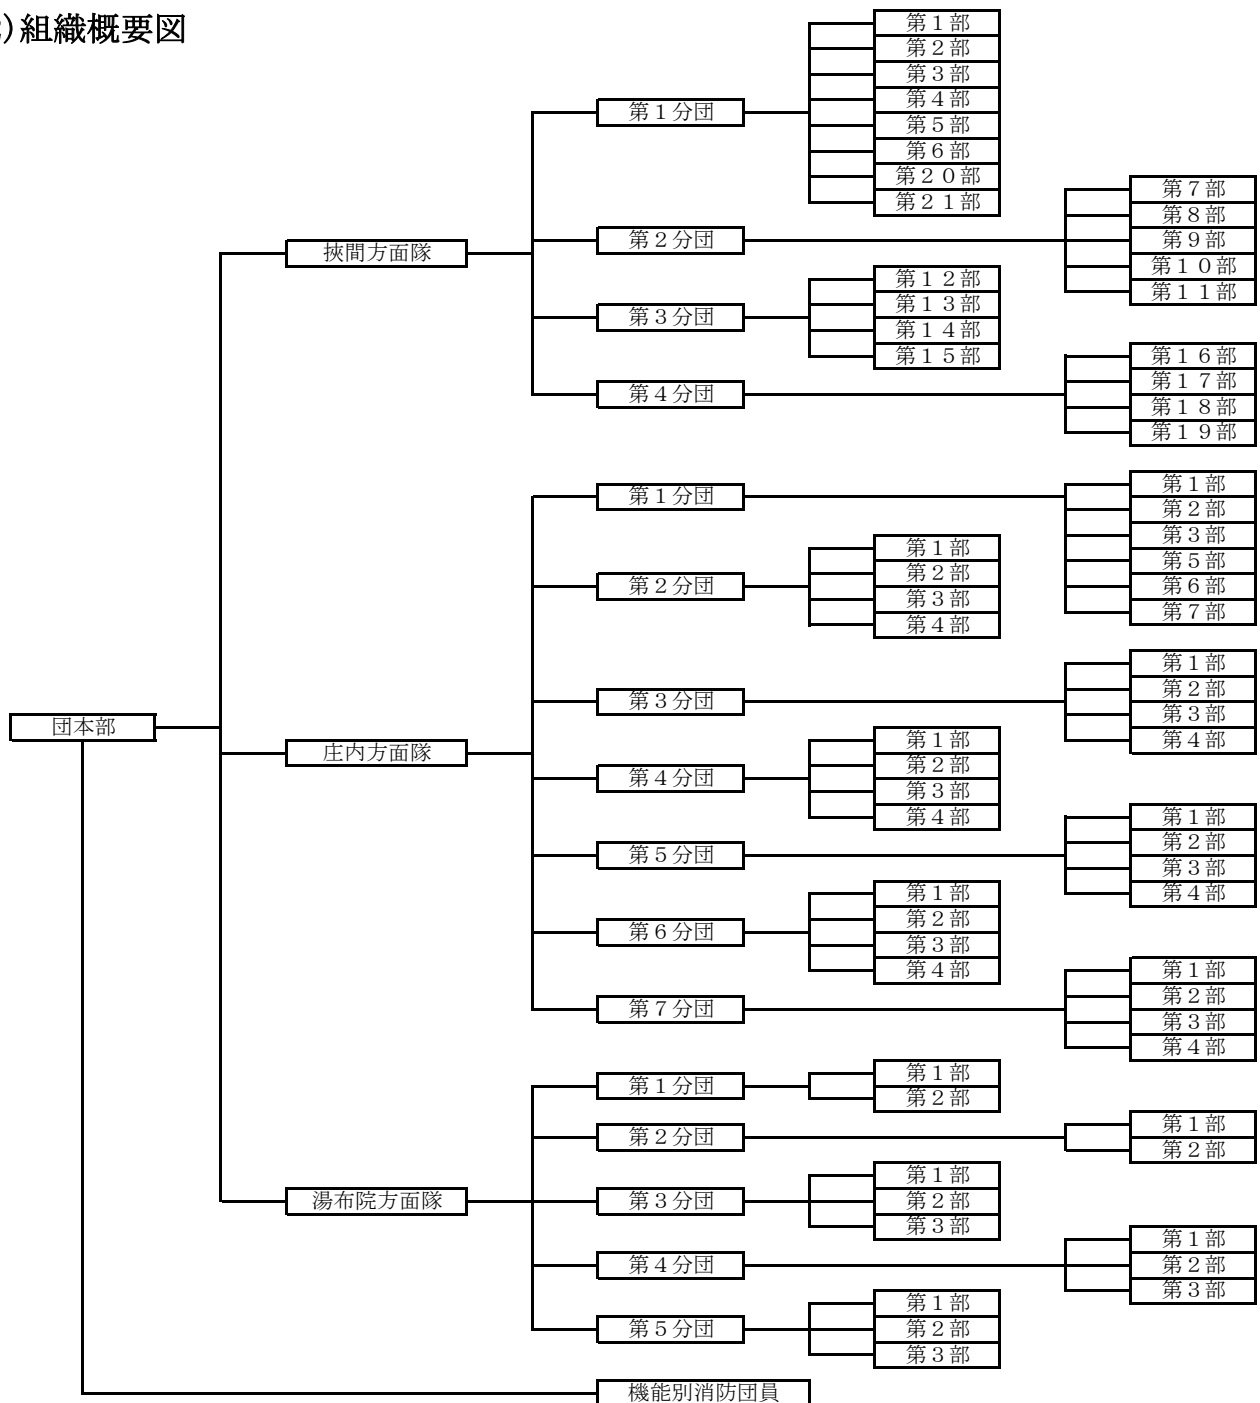 )組織概要図
団本部
挾間方面隊
第１分団
第１部
第２部
第３部
第４部
第５部
第６部
第２０部
第２１部
第２分団
第７部
第８部
第９部
第１０部
第１１部
第３分団
第１２部
第１３部
第１４部
第１５部
第４分団
第１６部
第１７部
第１８部
第１９部
庄内方面隊
第１分団
第１部
第２部
第３部
第５部
第６部
第７部
第２分団
第１部
第２部
第３部
第４部
第３分団
第１部
第２部
第３部
第４部
第４分団
第１部
第２部
第３部
第４部
第５分団
第１部
第２部
第３部
第４部
第６分団
第１部
第２部
第３部
第４部
第７分団
第１部
第２部
第３部
第４部
湯布院方面隊
第１分団
第１部
第２部
第２分団
第１部
第２部
第３分団
第１部
第２部
第３部
第４分団
第１部
第２部
第３部
第５分団
第１部
第２部
第３部
機能別消防団員